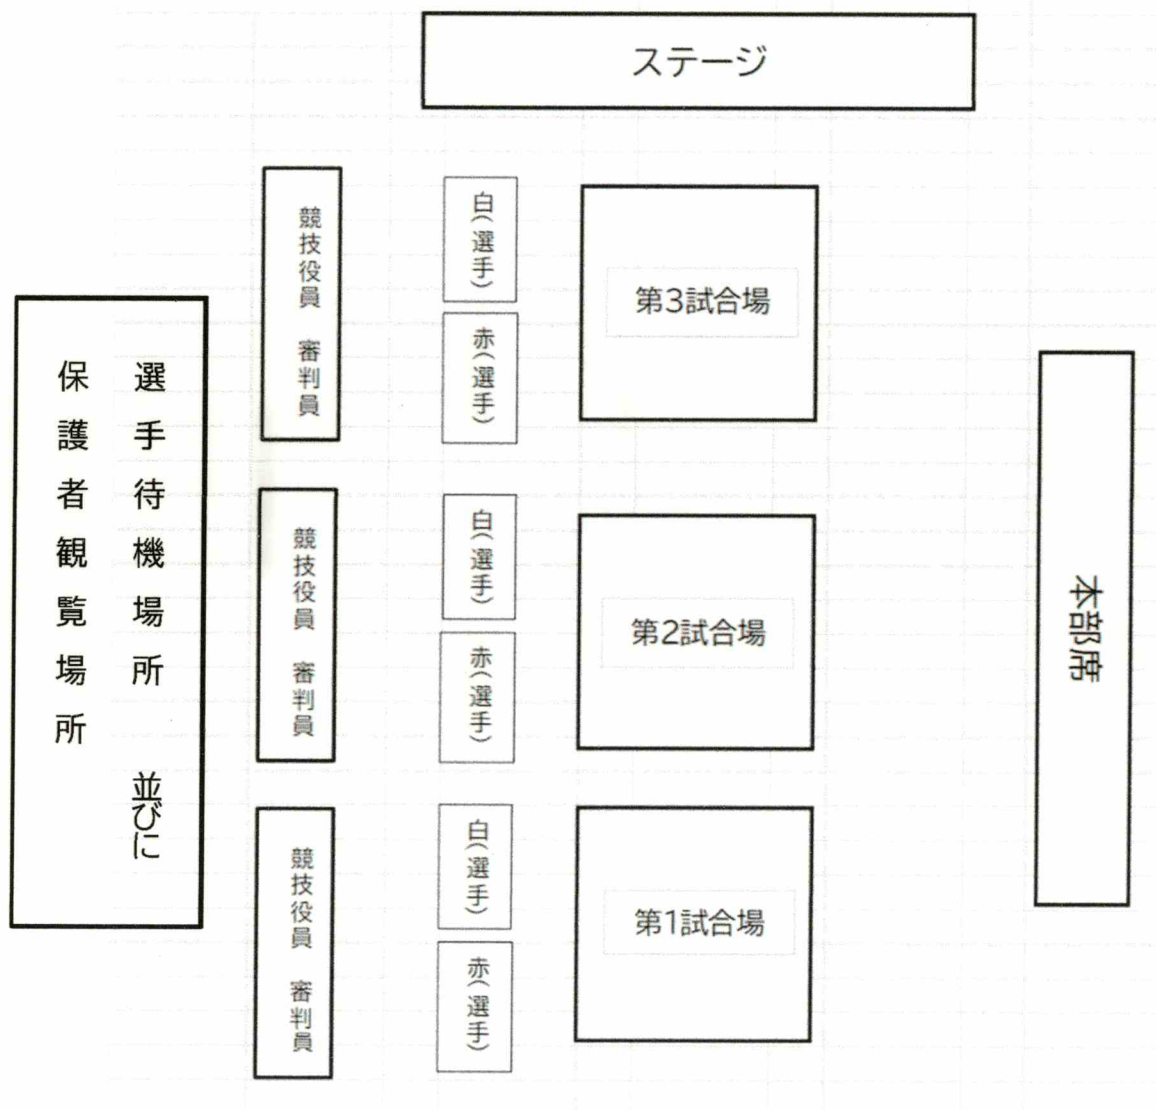 ステージ
競技役員　審判員
白(選手)
赤(選手)
第3試合場
選手待機場所　並びに
保護者観覧場所
競技役員　審判員
白(選手)
赤(選手)
第2試合場
本部席
競技役員　審判員
白(選手)
赤(選手)
第1試合場